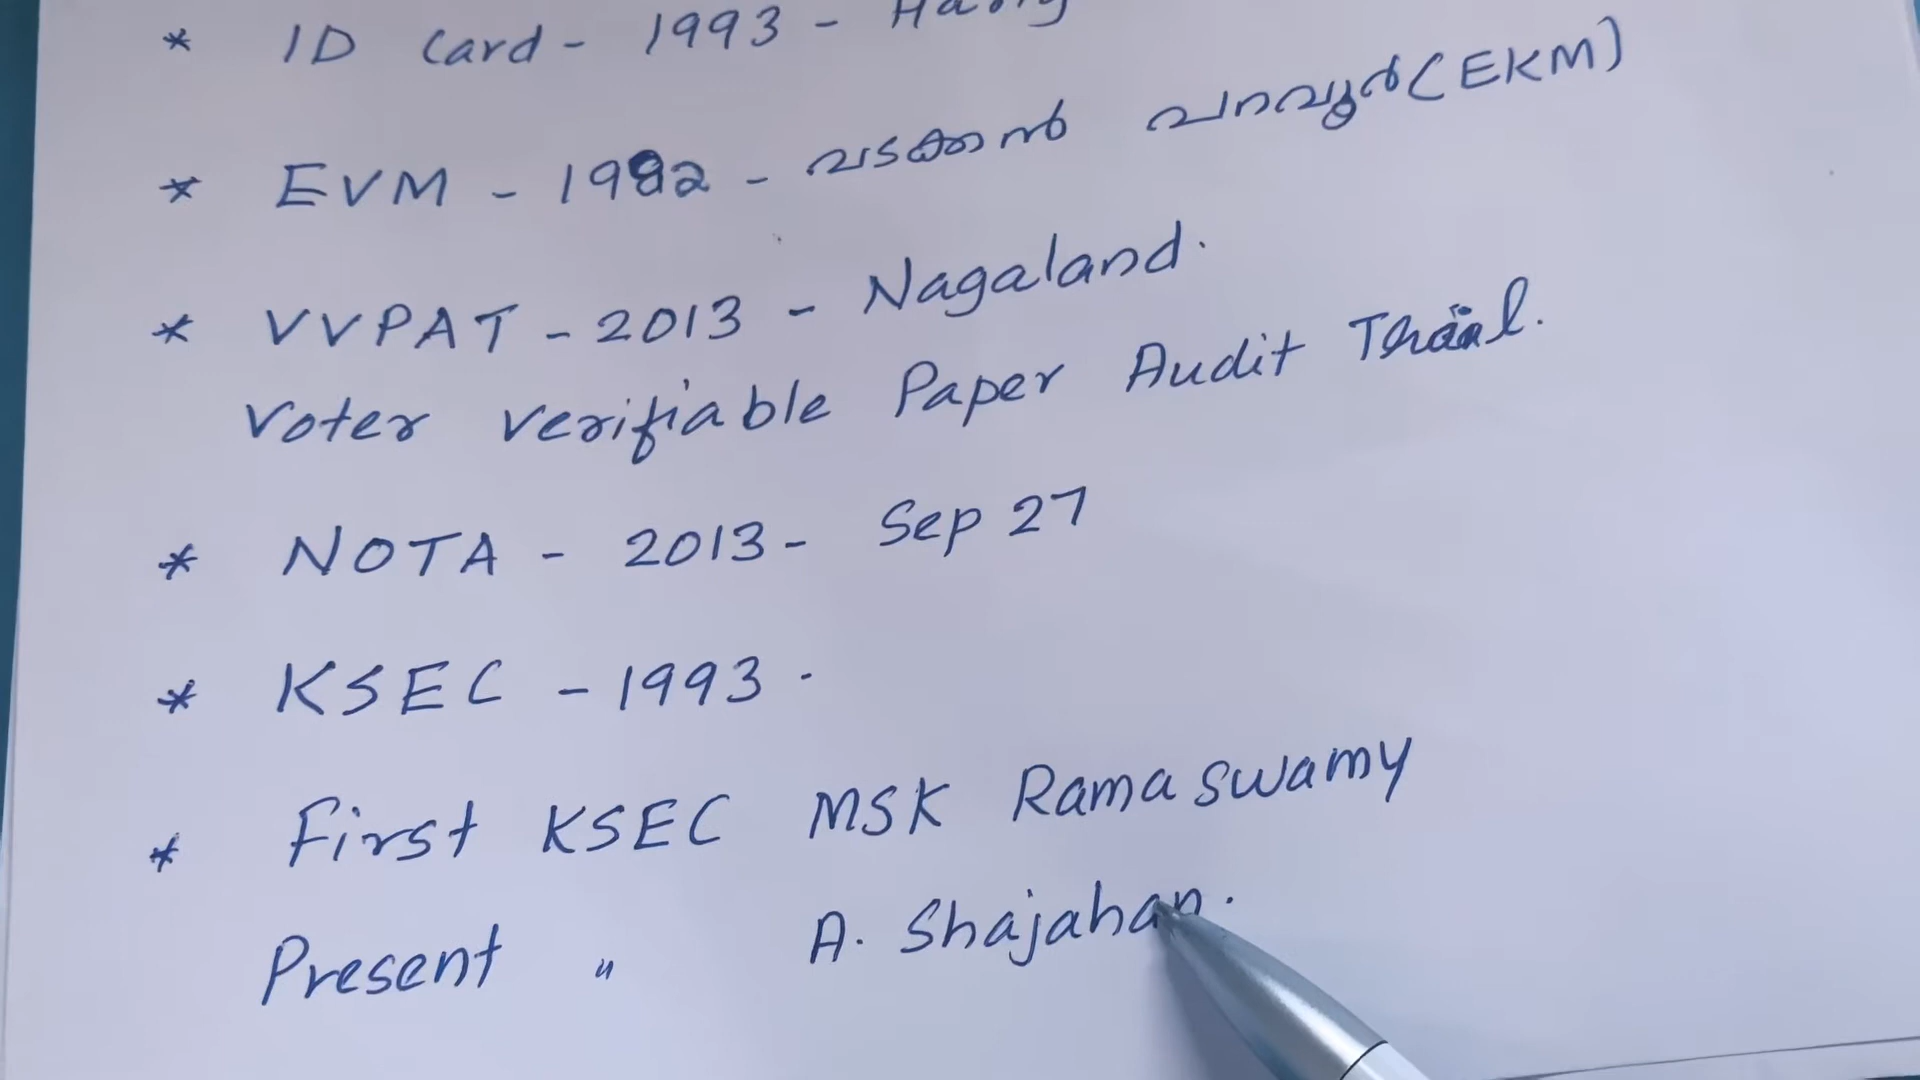 * ID Card - 1993 -
* EVM - 1982 - വടക്കൻ പറവൂർ (EKM)
* VVPAT - 2013 - Nagaland.
Voter verifiable Paper Audit
* NOTA - 2013 - Sep 27
* KSEC - 1993.
* First KSEC MSK Ramaswamy
Present " A. Shajahan.